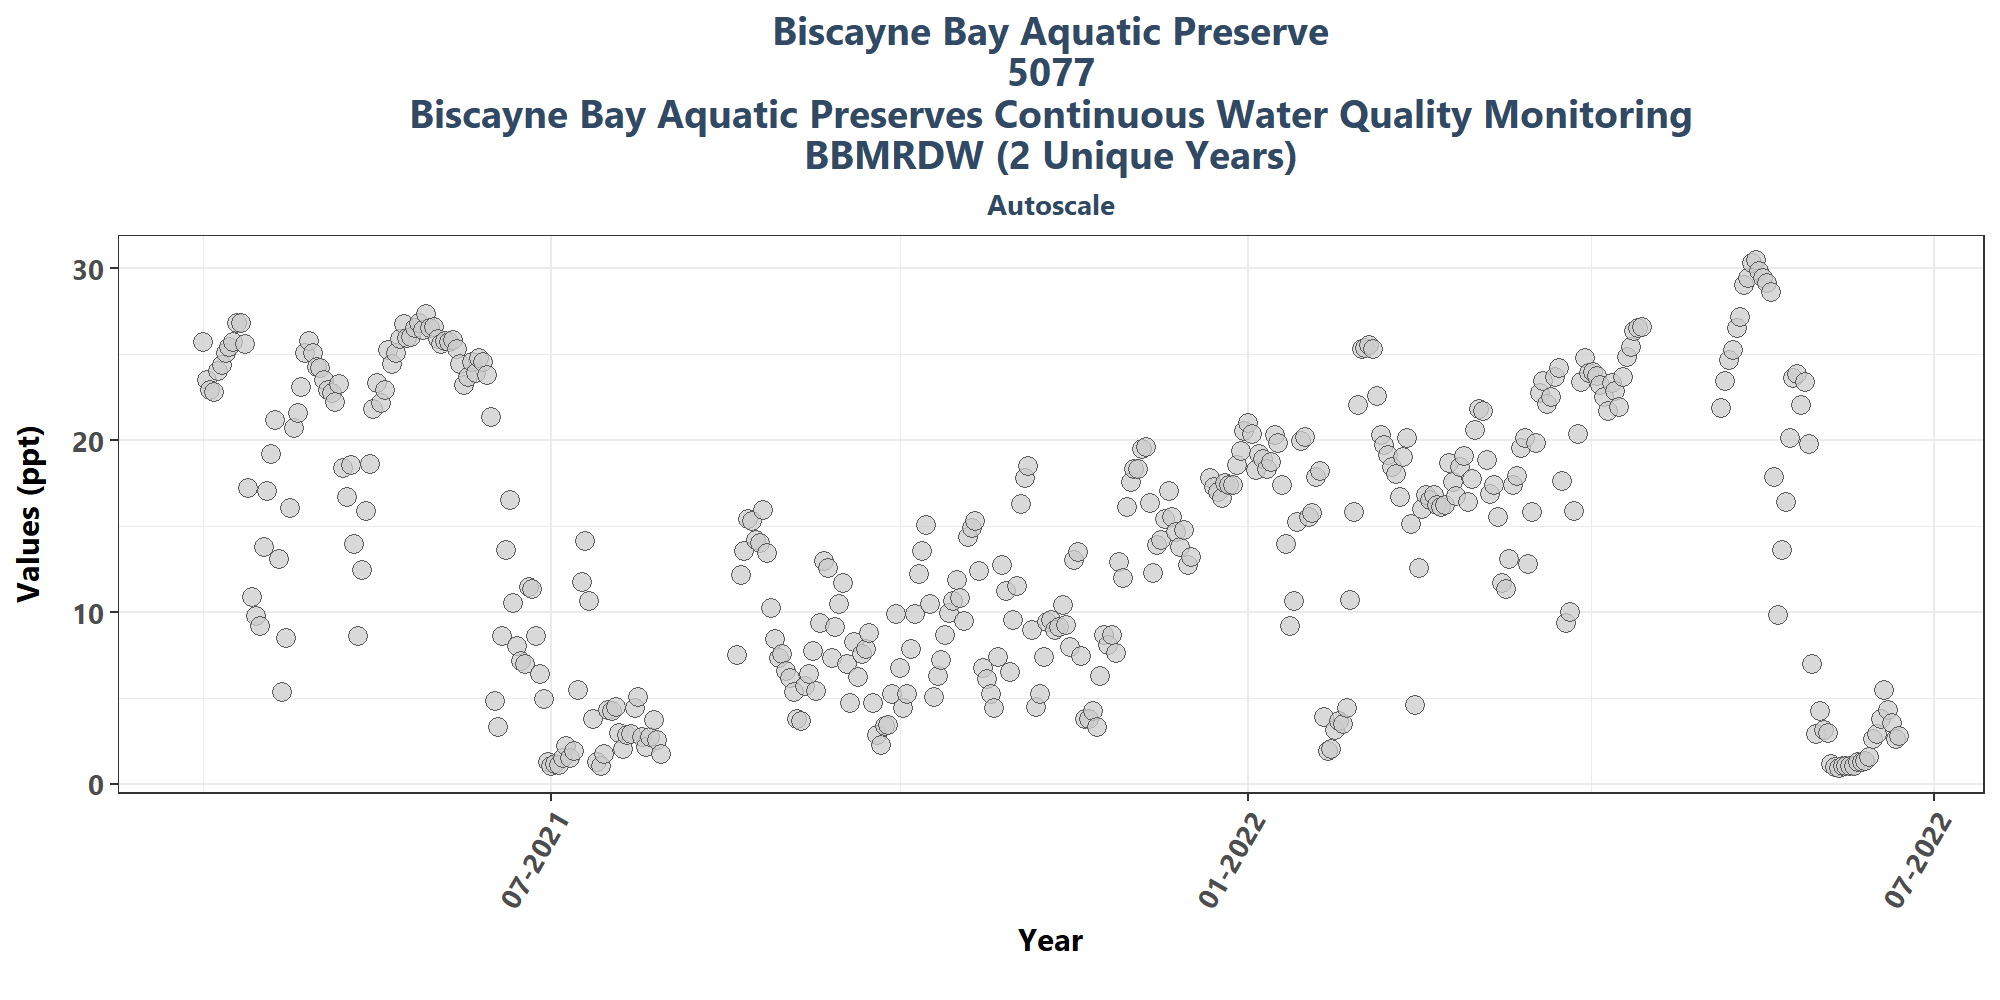 Biscayne Bay Aquatic Preserve
5077
Biscayne Bay Aquatic Preserves Continuous Water Quality Monitoring
BBMRDW (2 Unique Years)
Autoscale
Values (ppt)
30
20
10
0
07-2021
01-2022
07-2022
Year